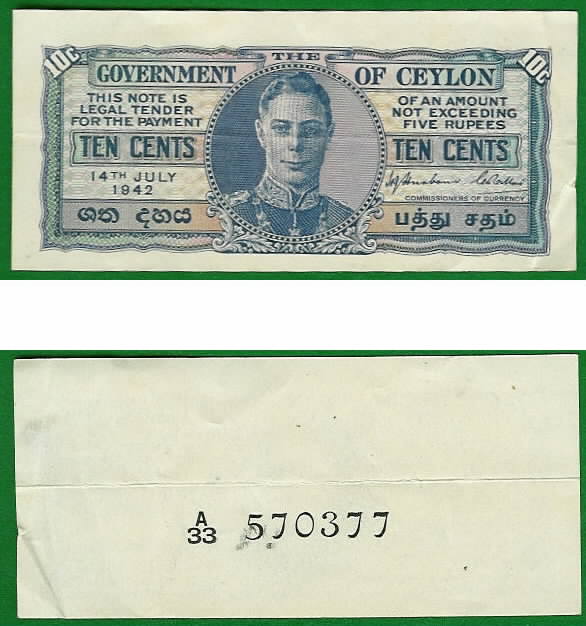 10C THE 10C
GOVERNMENT OF CEYLON
THIS NOTE IS
LEGAL TENDER
FOR THE PAYMENT
OF AN AMOUNT
NOT EXCEEDING
FIVE RUPEES
TEN CENTS TEN CENTS
14TH JULY
1942
COMMISSIONERS OF CURRENCY
ශත දහය பத்து சதம்
A
33 570377